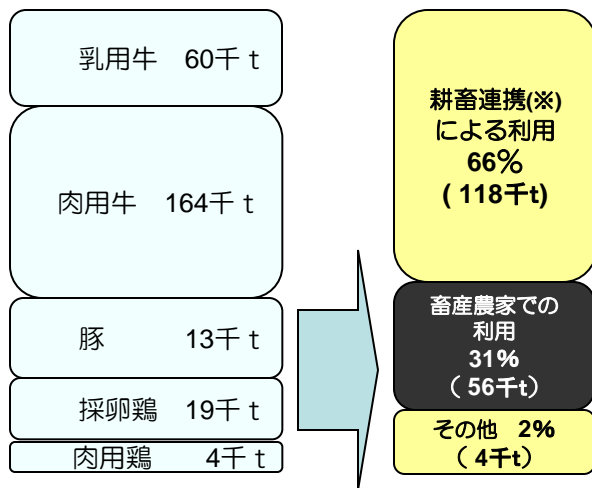 乳用牛　60千ｔ
肉用牛　164千ｔ
豚　　　　13千ｔ
採卵鶏　19千ｔ
肉用鶏　　4千ｔ
耕畜連携(※)
による利用
66%
( 118千t)
畜産農家での
利用
31%
（ 56千t）
その他　2%
（ 4千t）